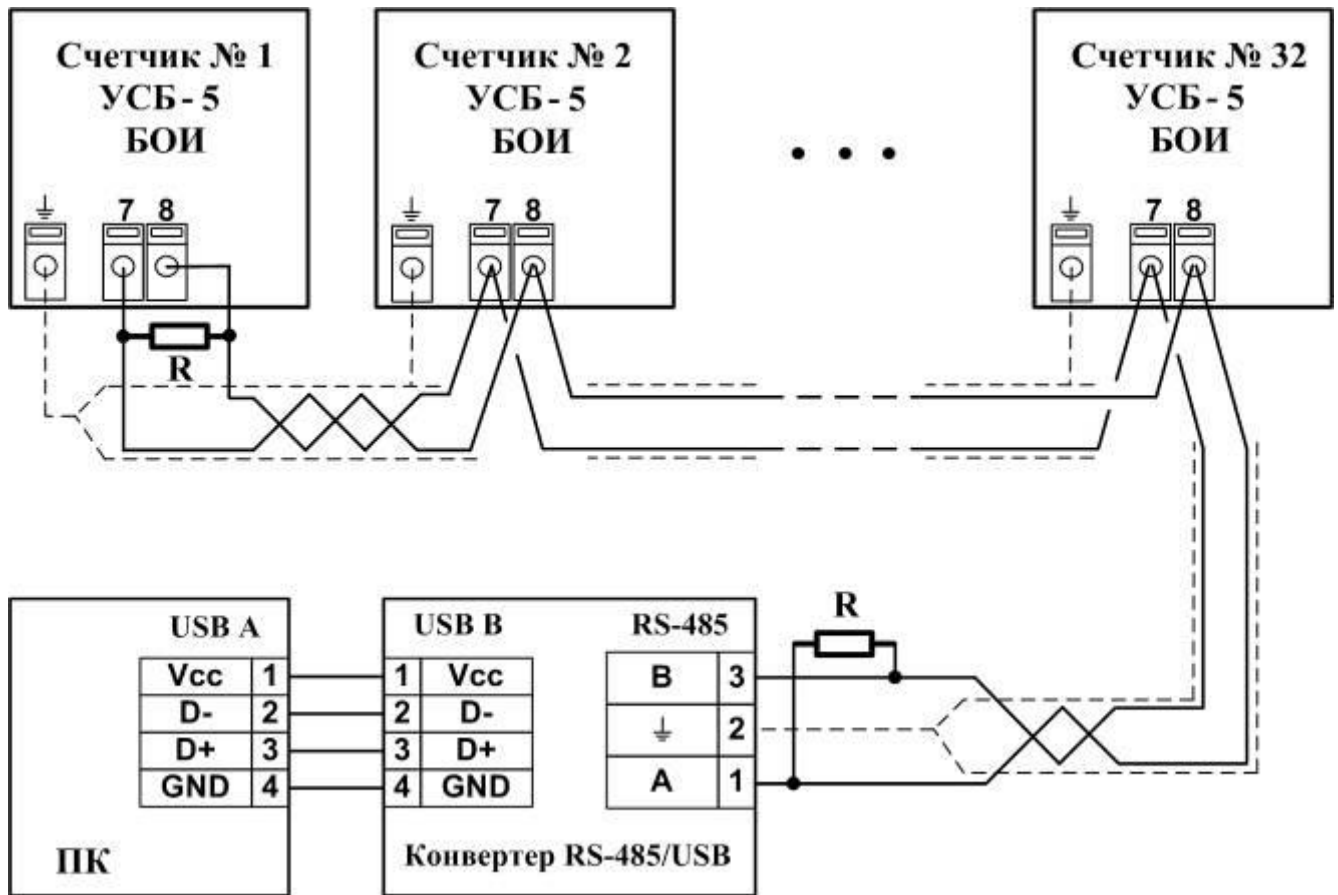 Счетчик № 1
УСБ - 5
БОИ
7 8
Счетчик № 2
УСБ - 5
БОИ
7 8
• • •
Счетчик № 32
УСБ - 5
БОИ
7 8
R
USB A
Vcc 1
D- 2
D+ 3
GND 4
ПК
USB B
1 Vcc
2 D-
3 D+
4 GND
RS-485
B 3
2
A 1
Конвертер RS-485/USB
R